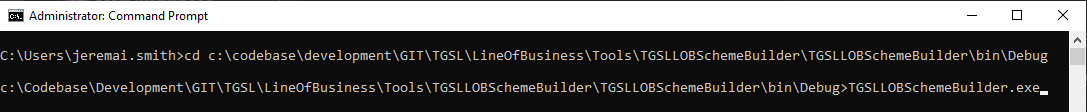 Administrator: Command Prompt
C:\Users\jeremai.smith>cd c:\codebase\development\GIT\TGSL\LineOfBusiness\Tools\TGSLLOBSchemeBuilder\TGSLLOBSchemeBuilder\bin\Debug
c:\Codebase\Development\GIT\TGSL\LineOfBusiness\Tools\TGSLLOBSchemeBuilder\TGSLLOBSchemeBuilder\bin\Debug>TGSLLOBSchemeBuilder.exe